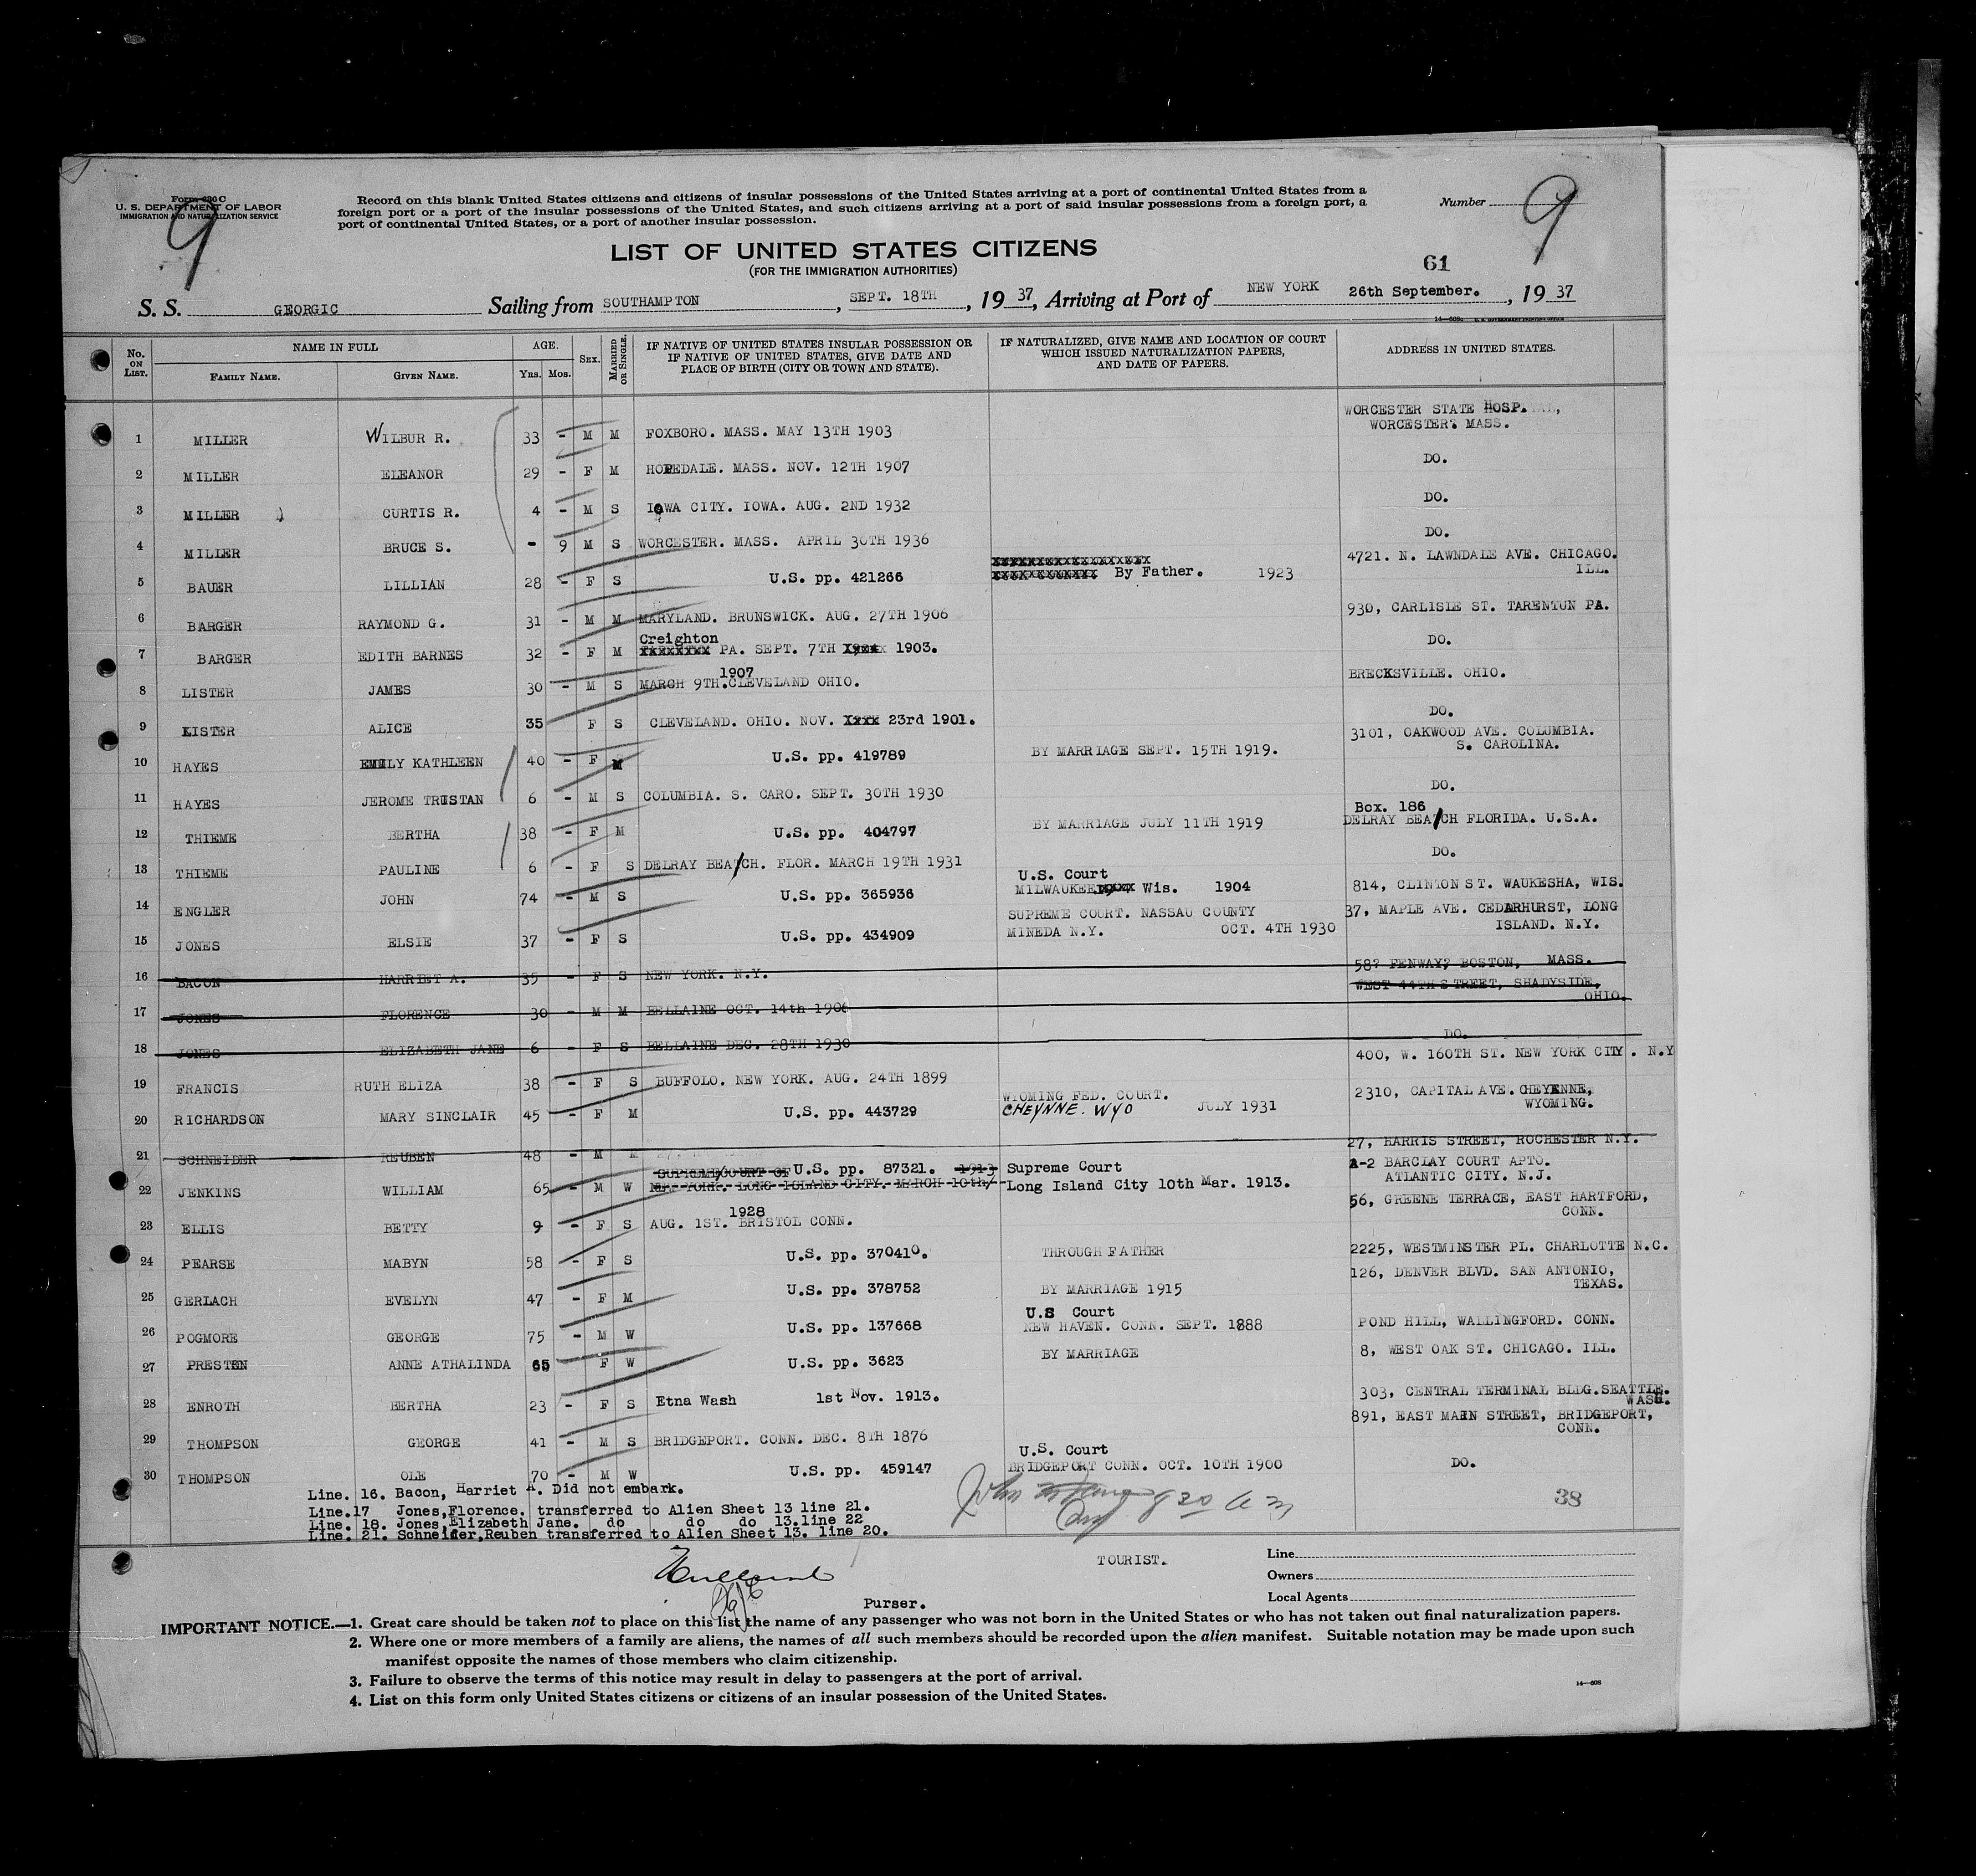 Form 630 C
U. S. DEPARTMENT OF LABOR
IMMIGRATION AND NATURALIZATION SERVICE
9
Record on this blank United States citizens and citizens of insular possessions of the United States arriving at a port of continental United States from a
foreign port or a port of the insular possessions of the United States, and such citizens arriving at a port of said insular possessions from a foreign port, a
port of continental United States, or a port of another insular possession.
Number 9
LIST OF UNITED STATES CITIZENS
(FOR THE IMMIGRATION AUTHORITIES)
61
S. S. GEORGIC Sailing from SOUTHAMPTON, SEPT. 18TH, 19 37, Arriving at Port of NEW YORK 26th September., 19 37
No. ON LIST. NAME IN FULL FAMILY NAME. GIVEN NAME. AGE. YRS. MOS. SEX. MARRIED OR SINGLE. IF NATIVE OF UNITED STATES INSULAR POSSESSION OR IF NATIVE OF UNITED STATES, GIVE DATE AND PLACE OF BIRTH (CITY OR TOWN AND STATE). IF NATURALIZED, GIVE NAME AND LOCATION OF COURT WHICH ISSUED NATURALIZATION PAPERS, AND DATE OF PAPERS. ADDRESS IN UNITED STATES.
1 MILLER WILBUR R. 33 - M M FOXBORO. MASS. MAY 13TH 1903 WORCESTER STATE HOSP.
WORCESTER. MASS.
2 MILLER ELEANOR 29 - F M HOPEDALE. MASS. NOV. 12TH 1907 DO.
3 MILLER CURTIS R. 4 - M S IOWA CITY. IOWA. AUG. 2ND 1932 DO.
4 MILLER BRUCE S. - 9 M S WORCESTER. MASS. APRIL 30TH 1936 DO.
5 BAUER LILLIAN 28 - F S U.S. pp. 421266 By Father. 1923 4721. N. LAWNDALE AVE. CHICAGO.
ILL.
6 BARGER RAYMOND G. 31 - M M MARYLAND. BRUNSWICK. AUG. 27TH 1906 930, CARLISLE ST. TARENTUN PA.
7 BARGER EDITH BARNES 32 - F M Creighton PA. SEPT. 7TH 1903. DO.
8 LISTER JAMES 30 - M S MARCH 9TH. 1907 CLEVELAND OHIO. BRECKSVILLE. OHIO.
9 LISTER ALICE 35 F S CLEVELAND. OHIO. NOV. 23rd 1901. DO.
10 HAYES EMILY KATHLEEN 40 - F M U.S. pp. 419789 BY MARRIAGE SEPT. 15TH 1919. 3101, OAKWOOD AVE. COLUMBIA.
S. CAROLINA.
11 HAYES JEROME TRISTAN 6 - M S COLUMBIA. S. CARO. SEPT. 30TH 1930 DO.
12 THIEME BERTHA 38 - F M U.S. pp. 404797 BY MARRIAGE JULY 11TH 1919 Box. 186
DELRAY BEATCH FLORIDA. U.S.A.
13 THIEME PAULINE 6 - F S DELRAY BEATCH. FLOR. MARCH 19TH 1931 DO.
14 ENGLER JOHN 74 - M S U.S. pp. 365936 U.S. Court
MILWAUKEE Wis. 1904 814, CLINTON ST. WAUKESHA, WIS.
15 JONES ELSIE 37 - F S U.S. pp. 434909 SUPREME COURT. NASSAU COUNTY
MINEDA N.Y. OCT. 4TH 1930 37, MAPLE AVE. CEDARHURST, LONG
ISLAND. N.Y.
16 BACON HARRIET A. 35 - F S NEW YORK. N.Y. 58? FENWAY? BOSTON, MASS.
17 JONES FLORENCE 30 - M M BELLAINE OCT. 14th 1906 WEST 44TH STREET, SHADYSIDE,
OHIO.
18 JONES ELIZABETH JANE 6 - F S BELLAINE DEC. 28TH 1930 DO.
19 FRANCIS RUTH ELIZA 38 - F S BUFFOLO. NEW YORK. AUG. 24TH 1899 400, W. 160TH ST. NEW YORK CITY. N.Y
20 RICHARDSON MARY SINCLAIR 45 - F M U.S. pp. 443729 WYOMING FED. COURT.
CHEYNNE. WYO JULY 1931 2310, CAPITAL AVE. CHEYENNE,
WYOMING.
21 SCHNEIDER REUBEN 48 - M M 27, HARRIS STREET, ROCHESTER N.Y.
22 JENKINS WILLIAM 65 - M W SUPREME COURT OF U.S. pp. 87321. 1913 Supreme Court
NEW YORK. LONG ISLAND CITY. MARCH 10th/ Long Island City 10th Mar. 1913. A-2 BARCLAY COURT APTO.
ATLANTIC CITY. N.J.
23 ELLIS BETTY 9 - F S AUG. 1ST. 1928 BRISTOL CONN. 56, GREENE TERRACE, EAST HARTFORD,
CONN.
24 PEARSE MABYN 58 - F S U.S. pp. 370410. THROUGH FATHER 2225, WESTMINSTER PL. CHARLOTTE N.C.
25 GERLACH EVELYN 47 - F M U.S. pp. 378752 BY MARRIAGE 1915 126, DENVER BLVD. SAN ANTONIO,
TEXAS.
26 POGMORE GEORGE 75 - M W U.S. pp. 137668 U.S Court
NEW HAVEN. CONN. SEPT. 1888 POND HILL, WALLINGFORD. CONN.
27 PRESTON ANNE ATHALINDA 65 F W U.S. pp. 3623 BY MARRIAGE 8, WEST OAK ST. CHICAGO. ILL.
28 ENROTH BERTHA 23 - F S Etna Wash 1st Nov. 1913. 303, CENTRAL TERMINAL BLDG.SEATTLE.
WASH.
29 THOMPSON GEORGE 41 - M S BRIDGEPORT. CONN. DEC. 8TH 1876 891, EAST MAIN STREET, BRIDGEPORT,
CONN.
30 THOMPSON OLE 70 - M W U.S. pp. 459147 U.S. Court
BRIDGEPORT CONN. OCT. 10TH 1900 DO.
Line. 16. Bacon, Harriet A. Did not embark.
Line.17 Jones,Florence. transferred to Alien Sheet 13 line 21.
Line. 18. Jones,Elizabeth Jane. do do do 13.line 22
Line. 21. Schneider,Reuben transferred to Alien Sheet 13. line 20.
38
TOURIST.
Purser.
Line
Owners
Local Agents
IMPORTANT NOTICE.—1. Great care should be taken not to place on this list the name of any passenger who was not born in the United States or who has not taken out final naturalization papers.
2. Where one or more members of a family are aliens, the names of all such members should be recorded upon the alien manifest. Suitable notation may be made upon such
manifest opposite the names of those members who claim citizenship.
3. Failure to observe the terms of this notice may result in delay to passengers at the port of arrival.
4. List on this form only United States citizens or citizens of an insular possession of the United States.
14—608